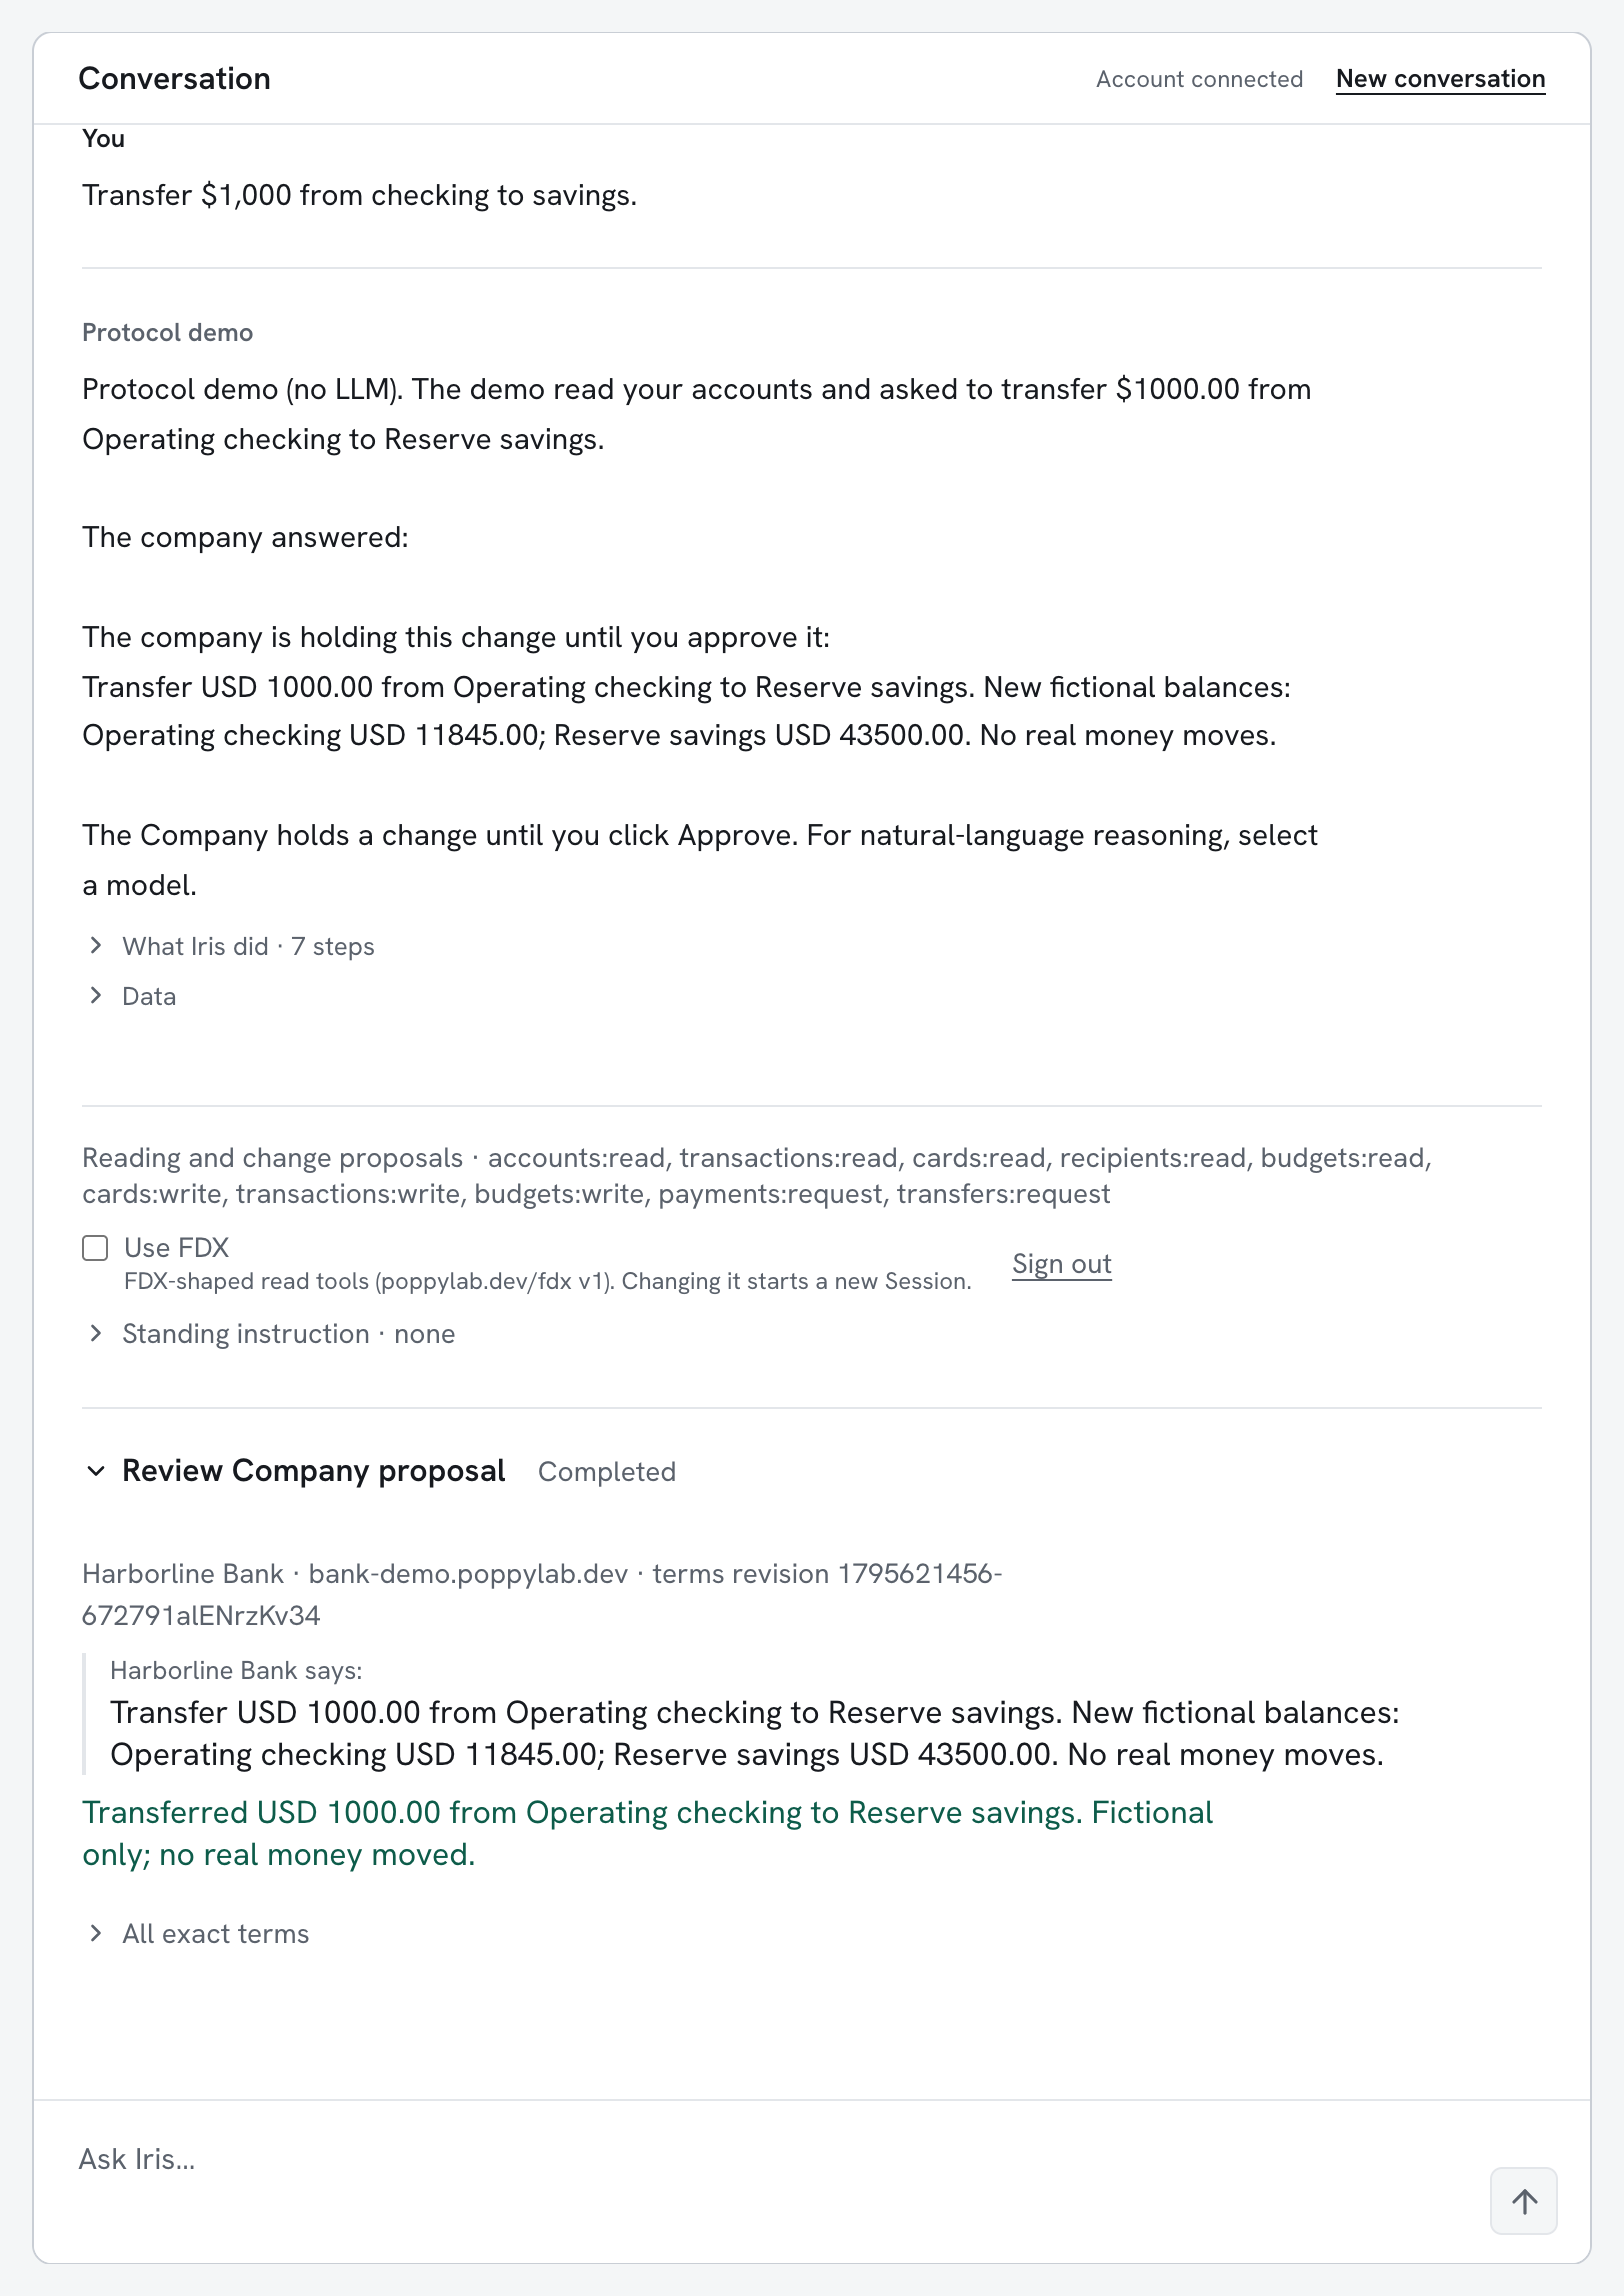 Conversation
Account connected
New conversation
You
Transfer $1,000 from checking to savings.
Protocol demo
Protocol demo (no LLM). The demo read your accounts and asked to transfer $1000.00 from
Operating checking to Reserve savings.
The company answered:
The company is holding this change until you approve it:
Transfer USD 1000.00 from Operating checking to Reserve savings. New fictional balances:
Operating checking USD 11845.00; Reserve savings USD 43500.00. No real money moves.
The Company holds a change until you click Approve. For natural-language reasoning, select
a model.
What Iris did · 7 steps
Data
Reading and change proposals · accounts:read, transactions:read, cards:read, recipients:read, budgets:read,
cards:write, transactions:write, budgets:write, payments:request, transfers:request
Use FDX
FDX-shaped read tools (poppylab.dev/fdx v1). Changing it starts a new Session.
Sign out
Standing instruction · none
Review Company proposal
Completed
Harborline Bank · bank-demo.poppylab.dev · terms revision 1795621456-
672791alENrzKv34
Harborline Bank says:
Transfer USD 1000.00 from Operating checking to Reserve savings. New fictional balances:
Operating checking USD 11845.00; Reserve savings USD 43500.00. No real money moves.
Transferred USD 1000.00 from Operating checking to Reserve savings. Fictional
only; no real money moved.
All exact terms
Ask Iris...